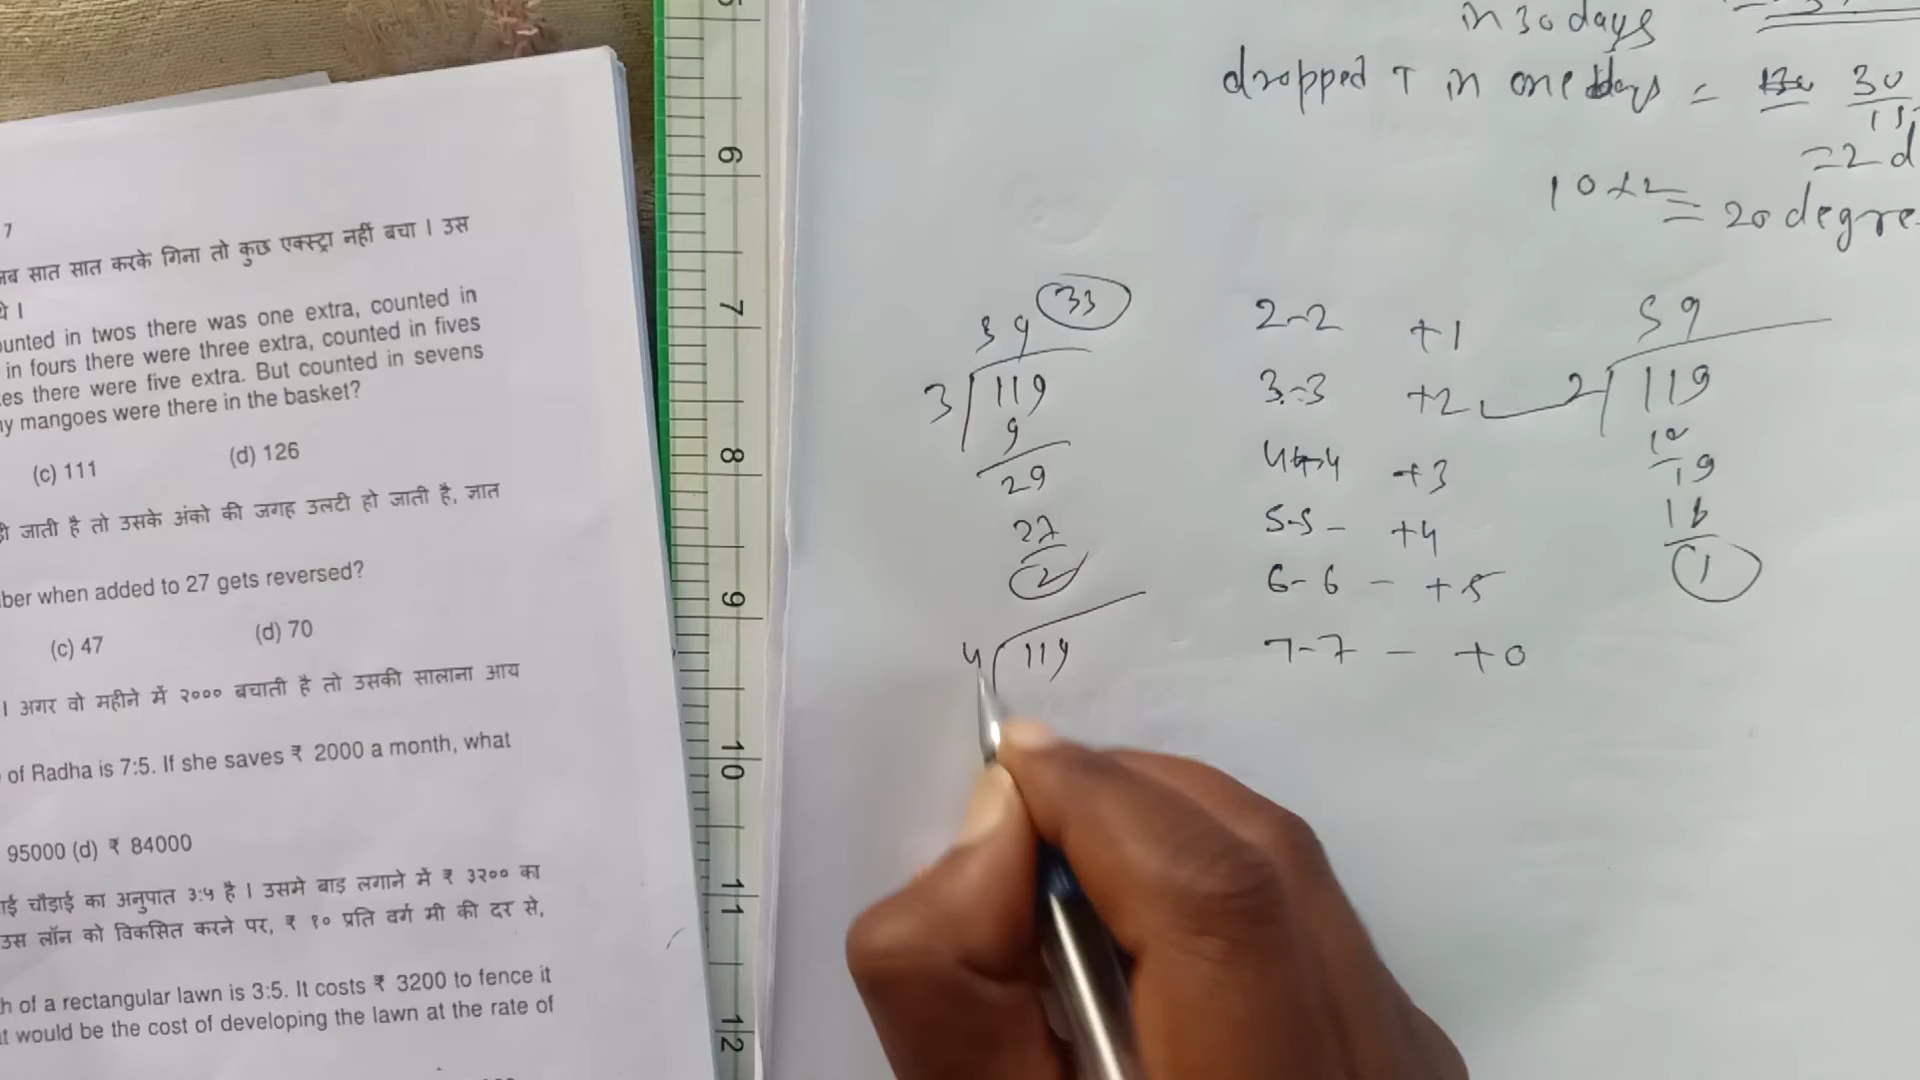 7
सात सात करके गिना तो कुछ एक्स्ट्रा नहीं बचा । उस
थे ।
ounted in twos there was one extra, counted in
in fours there were three extra, counted in fives
es there were five extra. But counted in sevens
ny mangoes were there in the basket?
(c) 111 (d) 126
जाती है तो उसके अंको की जगह उलटी हो जाती है, ज्ञात
ber when added to 27 gets reversed?
(c) 47 (d) 70
। अगर वो महीने में २००० बचाती है तो उसकी सालाना आय
of Radha is 7:5. If she saves ₹ 2000 a month, what
95000 (d) ₹ 84000
चौड़ाई का अनुपात ३:५ है । उसमे बाड़ लगाने में ₹ ३२०० का
उस लॉन को विकसित करने पर, ₹ १० प्रति वर्ग मी की दर से,
h of a rectangular lawn is 3:5. It costs ₹ 3200 to fence it
t would be the cost of developing the lawn at the rate of
6
7
8
9
10
11
12
in 30 days
dropped T in one days = 30
15
=2 d
10×2
= 20 degre
39 33
3 119
9
29
27
2
4 119
2-2 +1
3-3 +2
4-4 +3
5-5 - +4
6-6 - +5
7-7 - +0
59
2 119
10
19
18
1